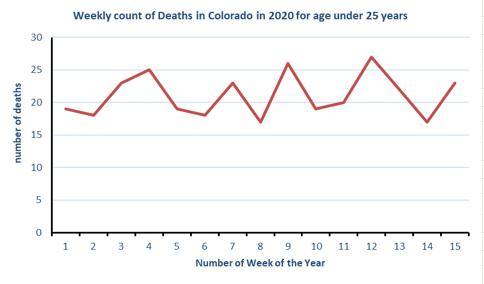 Weekly count of Deaths in Colorado in 2020 for age under 25 years
30
25
20
15
10
5
0
number of deaths
1 2 3 4 5 6 7 8 9 10 11 12 13 14 15
Number of Week of the Year